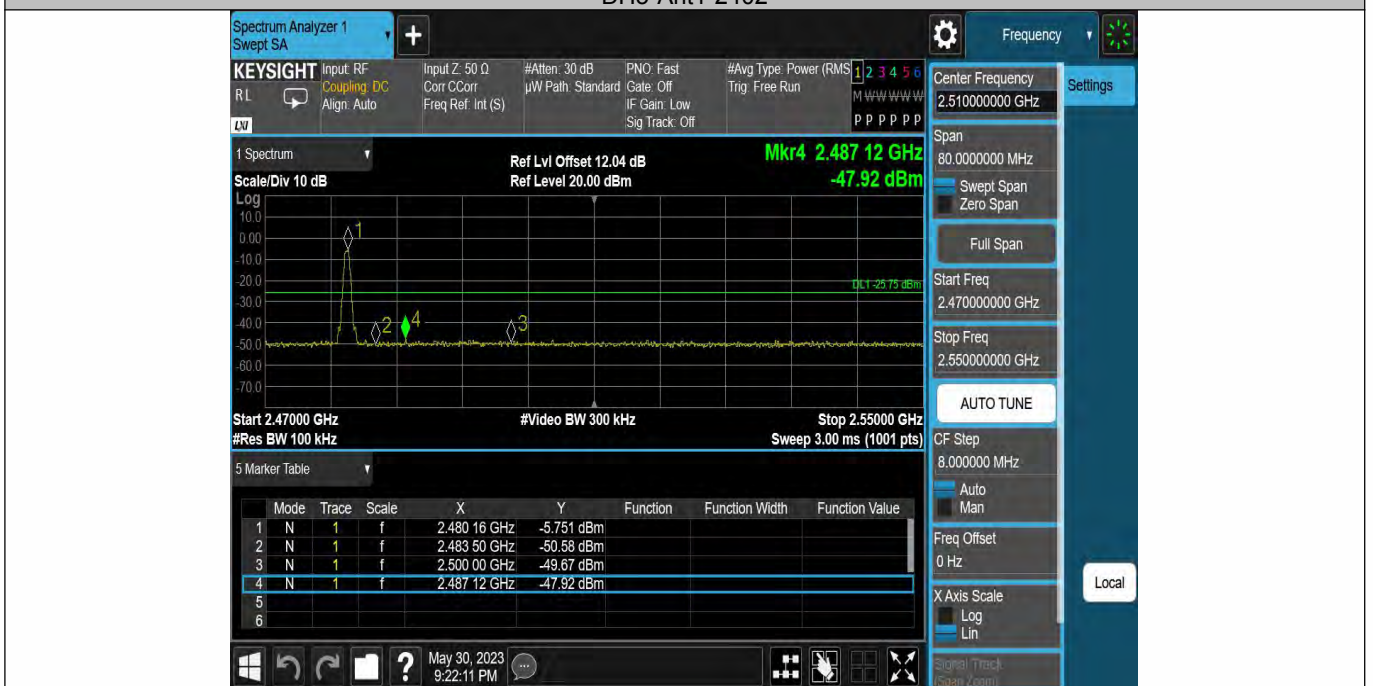 Spectrum Analyzer 1
Swept SA
+
Frequency
KEYSIGHT
RL
LXI
Input: RF
Coupling: DC
Align: Auto
Input Z: 50 Ω
Corr CCorr
Freq Ref: Int (S)
#Atten: 30 dB
µW Path: Standard
PNO: Fast
Gate: Off
IF Gain: Low
Sig Track: Off
#Avg Type: Power (RMS
Trig: Free Run
1 2 3 4 5 6
M W W W W W
P P P P P P
Settings
1 Spectrum
Scale/Div 10 dB
Ref Lvl Offset 12.04 dB
Ref Level 20.00 dBm
Mkr4 2.487 12 GHz
-47.92 dBm
Log
10.0
0.00
-10.0
-20.0
-30.0
-40.0
-50.0
-60.0
-70.0
1
2
4
3
DL1 -25.75 dBm
Start 2.47000 GHz
#Video BW 300 kHz
Stop 2.55000 GHz
#Res BW 100 kHz
Sweep 3.00 ms (1001 pts)
5 Marker Table
Mode Trace Scale X Y Function Function Width Function Value
1 N 1 f 2.480 16 GHz -5.751 dBm
2 N 1 f 2.483 50 GHz -50.58 dBm
3 N 1 f 2.500 00 GHz -49.67 dBm
4 N 1 f 2.487 12 GHz -47.92 dBm
5
6
?
May 30, 2023
9:22:11 PM
Center Frequency
2.510000000 GHz
Span
80.0000000 MHz
Swept Span
Zero Span
Full Span
Start Freq
2.470000000 GHz
Stop Freq
2.550000000 GHz
AUTO TUNE
CF Step
8.000000 MHz
Auto
Man
Freq Offset
0 Hz
X Axis Scale
Log
Lin
Signal Track
(Span Zoom)
Local